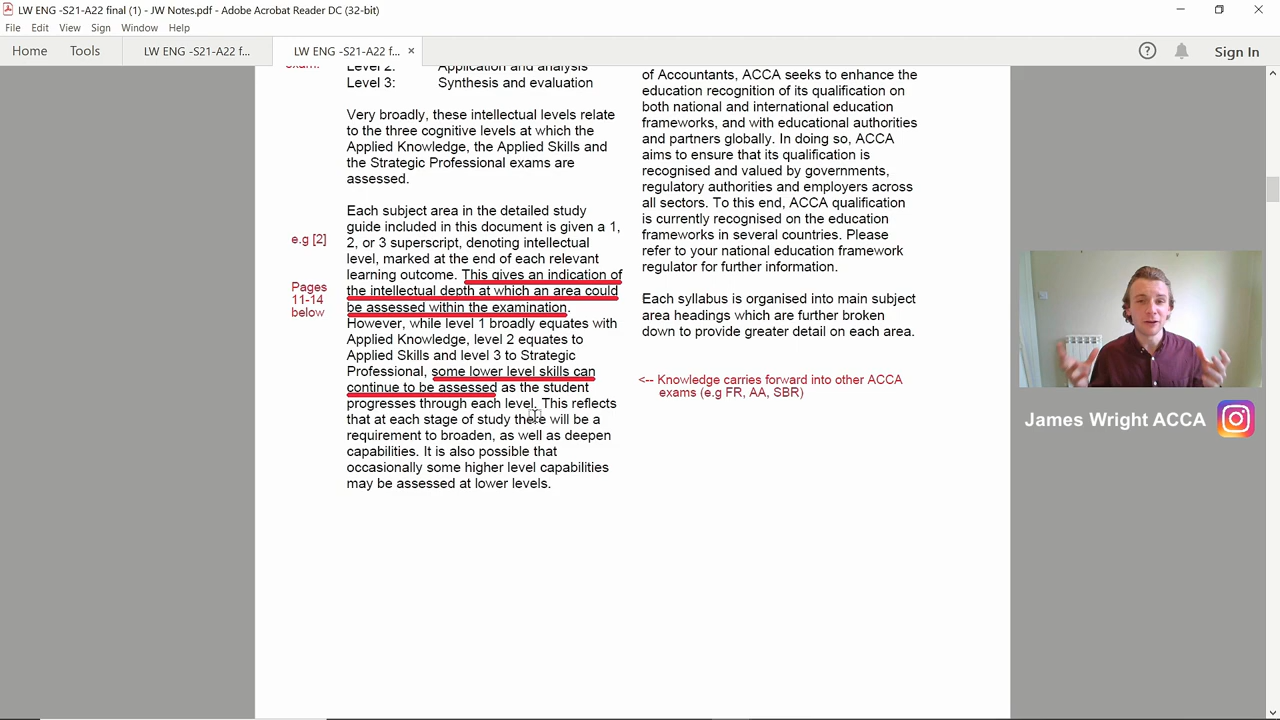 LW ENG -S21-A22 final (1) - JW Notes.pdf - Adobe Acrobat Reader DC (32-bit)
File Edit View Sign Window Help
Home Tools LW ENG -S21-A22 f... LW ENG -S21-A22 f... × Sign In
exam.
Level 2: Application and analysis
Level 3: Synthesis and evaluation
Very broadly, these intellectual levels relate
to the three cognitive levels at which the
Applied Knowledge, the Applied Skills and
the Strategic Professional exams are
assessed.
e.g [2]
Pages
11-14
below
Each subject area in the detailed study
guide included in this document is given a 1,
2, or 3 superscript, denoting intellectual
level, marked at the end of each relevant
learning outcome. This gives an indication of
the intellectual depth at which an area could
be assessed within the examination.
However, while level 1 broadly equates with
Applied Knowledge, level 2 equates to
Applied Skills and level 3 to Strategic
Professional, some lower level skills can
continue to be assessed as the student
progresses through each level. This reflects
that at each stage of study there will be a
requirement to broaden, as well as deepen
capabilities. It is also possible that
occasionally some higher level capabilities
may be assessed at lower levels.
of Accountants, ACCA seeks to enhance the
education recognition of its qualification on
both national and international education
frameworks, and with educational authorities
and partners globally. In doing so, ACCA
aims to ensure that its qualification is
recognised and valued by governments,
regulatory authorities and employers across
all sectors. To this end, ACCA qualification
is currently recognised on the education
frameworks in several countries. Please
refer to your national education framework
regulator for further information.
Each syllabus is organised into main subject
area headings which are further broken
down to provide greater detail on each area.
<-- Knowledge carries forward into other ACCA
exams (e.g FR, AA, SBR)
James Wright ACCA